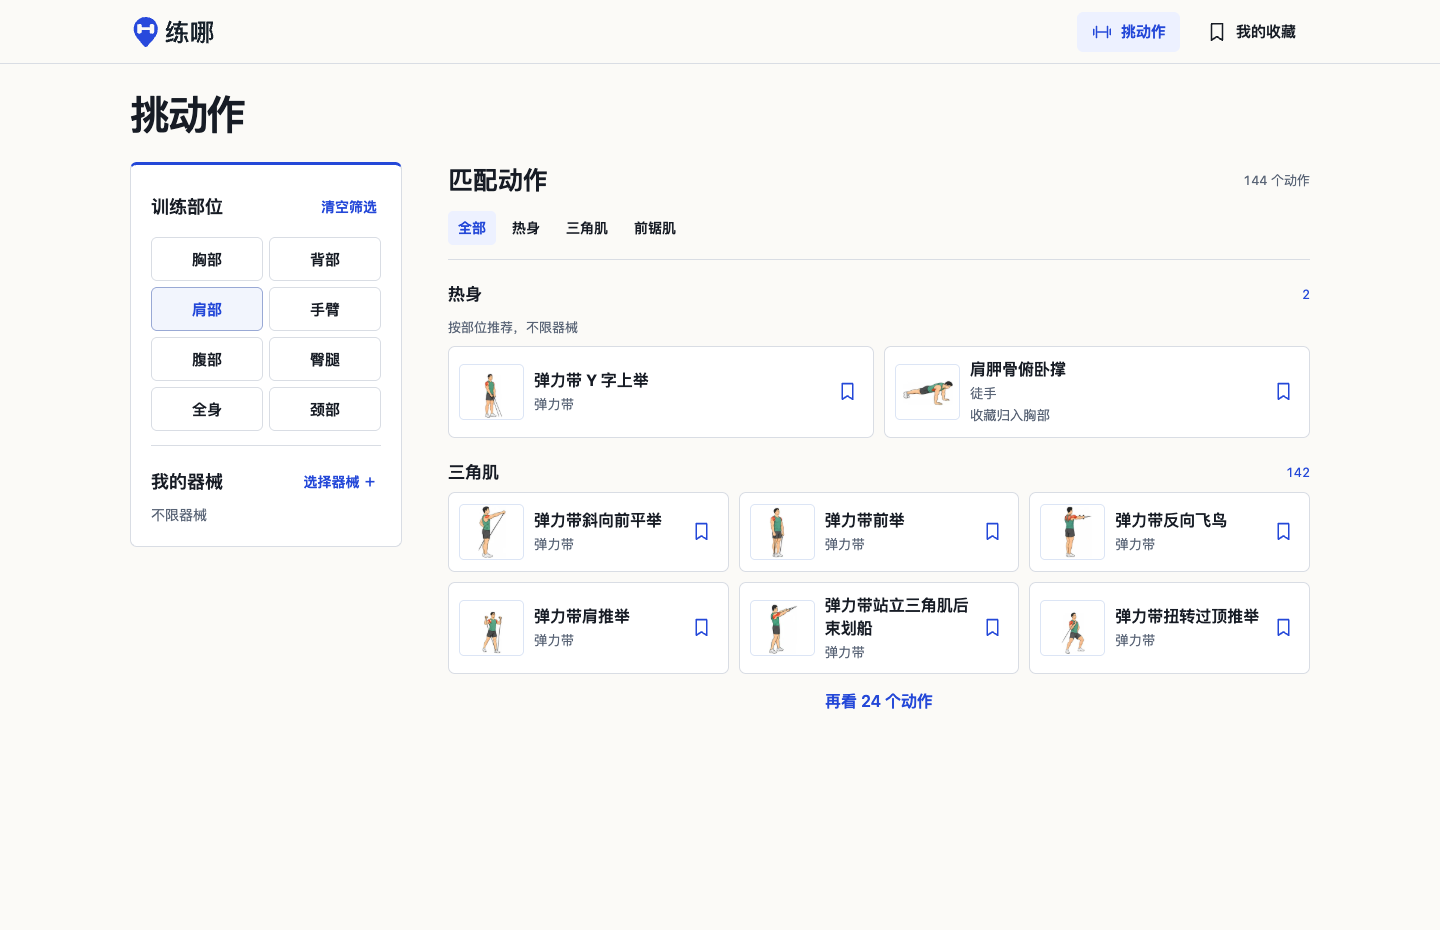 练哪
挑动作
我的收藏
挑动作
训练部位
清空筛选
胸部
背部
肩部
手臂
腹部
臀腿
全身
颈部
我的器械
选择器械 +
不限器械
匹配动作
144 个动作
全部
热身
三角肌
前锯肌
热身
2
按部位推荐，不限器械
弹力带 Y 字上举
弹力带
肩胛骨俯卧撑
徒手
收藏归入胸部
三角肌
142
弹力带斜向前平举
弹力带
弹力带前举
弹力带
弹力带反向飞鸟
弹力带
弹力带肩推举
弹力带
弹力带站立三角肌后
束划船
弹力带
弹力带扭转过顶推举
弹力带
再看 24 个动作